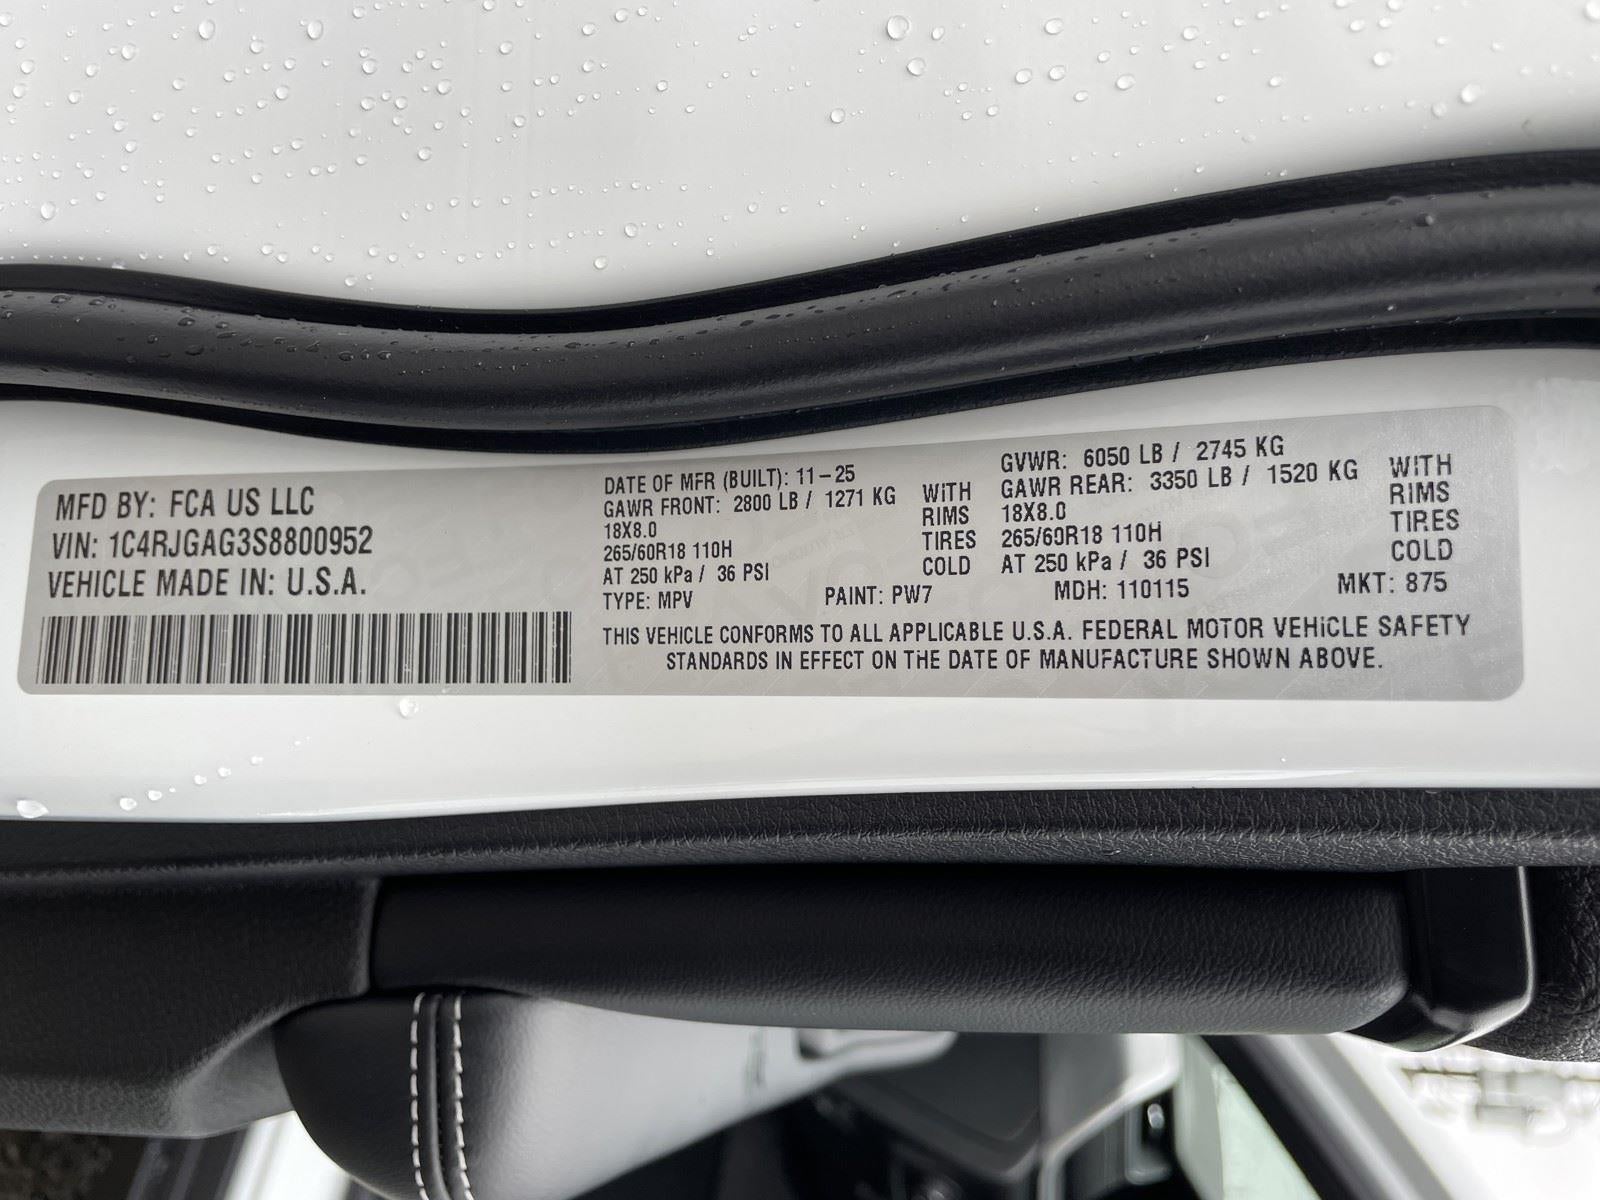 MFD BY: FCA US LLC
VIN: 1C4RJGAG3S8800952
VEHICLE MADE IN: U.S.A.
DATE OF MFR (BUILT): 11-25
GAWR FRONT: 2800 LB / 1271 KG WITH
18X8.0 RIMS
265/60R18 110H TIRES
AT 250 kPa / 36 PSI COLD
GVWR: 6050 LB / 2745 KG
GAWR REAR: 3350 LB / 1520 KG WITH
18X8.0 RIMS
265/60R18 110H TIRES
AT 250 kPa / 36 PSI COLD
TYPE: MPV PAINT: PW7 MDH: 110115 MKT: 875
THIS VEHICLE CONFORMS TO ALL APPLICABLE U.S.A. FEDERAL MOTOR VEHICLE SAFETY
STANDARDS IN EFFECT ON THE DATE OF MANUFACTURE SHOWN ABOVE.